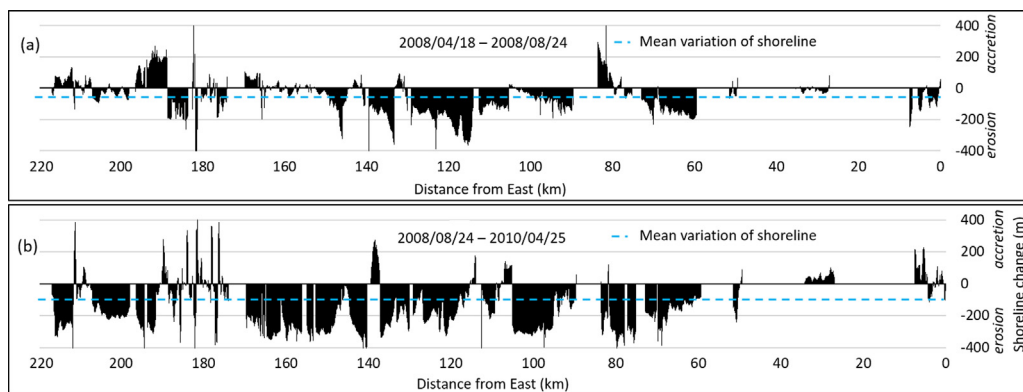 (a)
2008/04/18 – 2008/08/24
Mean variation of shoreline
400
200
0
-200
-400
accretion
erosion
220 200 180 160 140 120 100 80 60 40 20 0
Distance from East (km)
(b)
2008/08/24 – 2010/04/25
Mean variation of shoreline
400
200
0
-200
-400
accretion
erosion
Shoreline change (m)
220 200 180 160 140 120 100 80 60 40 20 0
Distance from East (km)